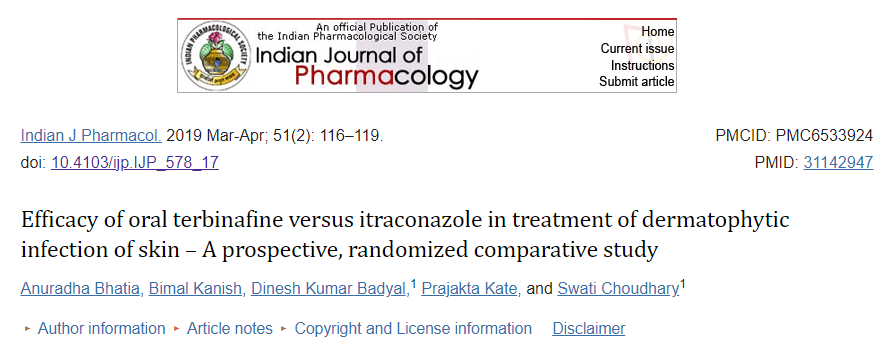 An official Publication of
the Indian Pharmacological Society
Indian Journal of
Pharmacology
Home
Current issue
Instructions
Submit article
Indian J Pharmacol. 2019 Mar-Apr; 51(2): 116–119.
PMCID: PMC6533924
doi: 10.4103/ijp.IJP_578_17
PMID: 31142947
Efficacy of oral terbinafine versus itraconazole in treatment of dermatophytic
infection of skin – A prospective, randomized comparative study
Anuradha Bhatia, Bimal Kanish, Dinesh Kumar Badyal,1 Prajakta Kate, and Swati Choudhary1
▸ Author information ▸ Article notes ▸ Copyright and License information Disclaimer